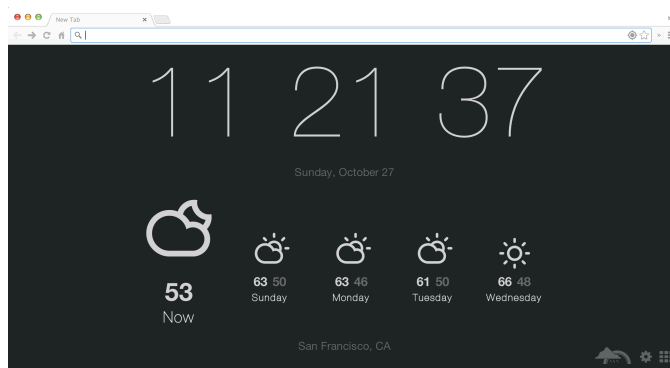 New Tab
11 21 37
Sunday, October 27
63 50 63 46 61 50 66 48
53 Sunday Monday Tuesday Wednesday
Now
San Francisco, CA